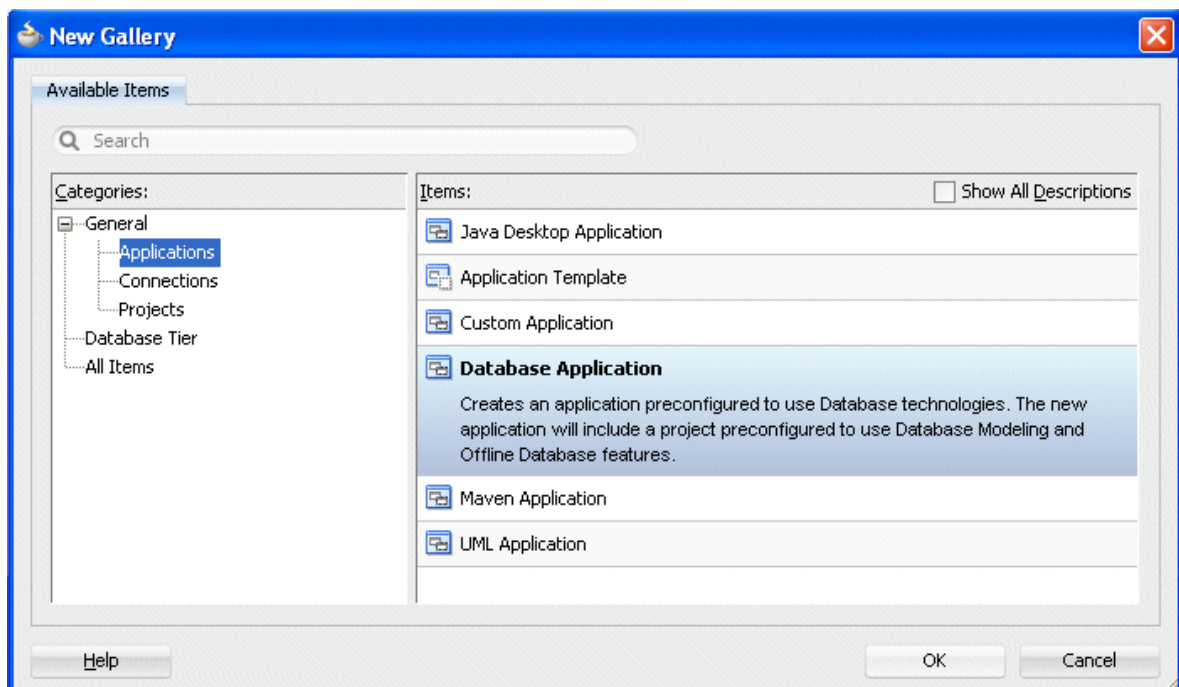 New Gallery
Available Items
Search
Categories:
General
Applications
Connections
Projects
Database Tier
All Items
Items:
Show All Descriptions
Java Desktop Application
Application Template
Custom Application
Database Application
Creates an application preconfigured to use Database technologies. The new
application will include a project preconfigured to use Database Modeling and
Offline Database features.
Maven Application
UML Application
Help
OK
Cancel